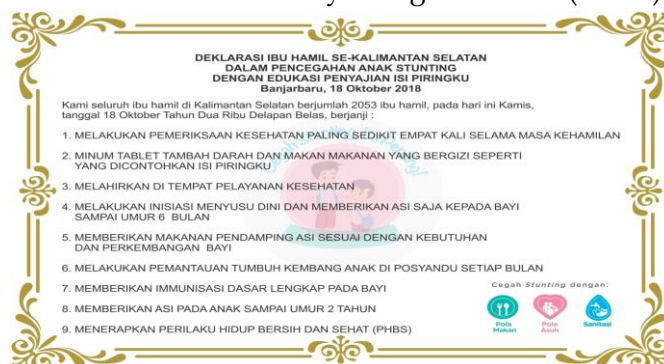 DEKLARASI IBU HAMIL SE-KALIMANTAN SELATAN
DALAM PENCEGAHAN ANAK STUNTING
DENGAN EDUKASI PENYAJIAN ISI PIRINGKU
Banjarbaru, 18 Oktober 2018
Kami seluruh ibu hamil di Kalimantan Selatan berjumlah 2053 ibu hamil, pada hari ini Kamis,
tanggal 18 Oktober Tahun Dua Ribu Delapan Belas, berjanji :
1. MELAKUKAN PEMERIKSAAN KESEHATAN PALING SEDIKIT EMPAT KALI SELAMA MASA KEHAMILAN
2. MINUM TABLET TAMBAH DARAH DAN MAKAN MAKANAN YANG BERGIZI SEPERTI
YANG DICONTOHKAN ISI PIRINGKU
3. MELAHIRKAN DI TEMPAT PELAYANAN KESEHATAN
4. MELAKUKAN INISIASI MENYUSU DINI DAN MEMBERIKAN ASI SAJA KEPADA BAYI
SAMPAI UMUR 6 BULAN
5. MEMBERIKAN MAKANAN PENDAMPING ASI SESUAI DENGAN KEBUTUHAN
DAN PERKEMBANGAN BAYI
6. MELAKUKAN PEMANTAUAN TUMBUH KEMBANG ANAK DI POSYANDU SETIAP BULAN
7. MEMBERIKAN IMMUNISASI DASAR LENGKAP PADA BAYI
8. MEMBERIKAN ASI PADA ANAK SAMPAI UMUR 2 TAHUN
9. MENERAPKAN PERILAKU HIDUP BERSIH DAN SEHAT (PHBS)
Cegah Stunting dengan:
Pola Makan
Pola Asuh
Sanitasi